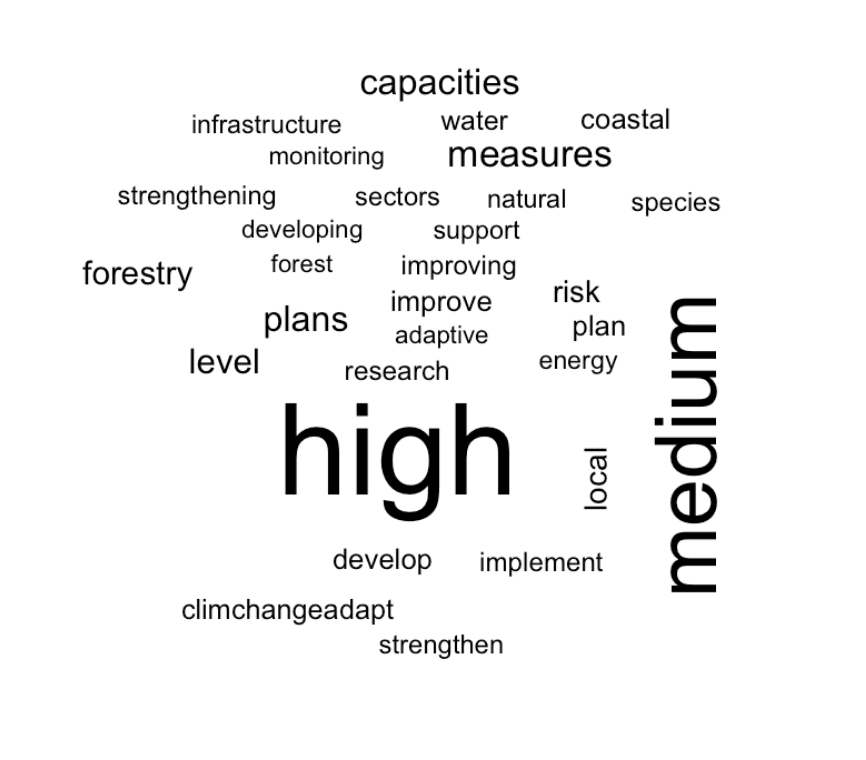 capacities
infrastructure water coastal
monitoring measures
strengthening sectors natural species
developing support
forestry forest improving
improve risk
plans adaptive plan
level research energy
high
medium
local
develop implement
climchangeadapt
strengthen